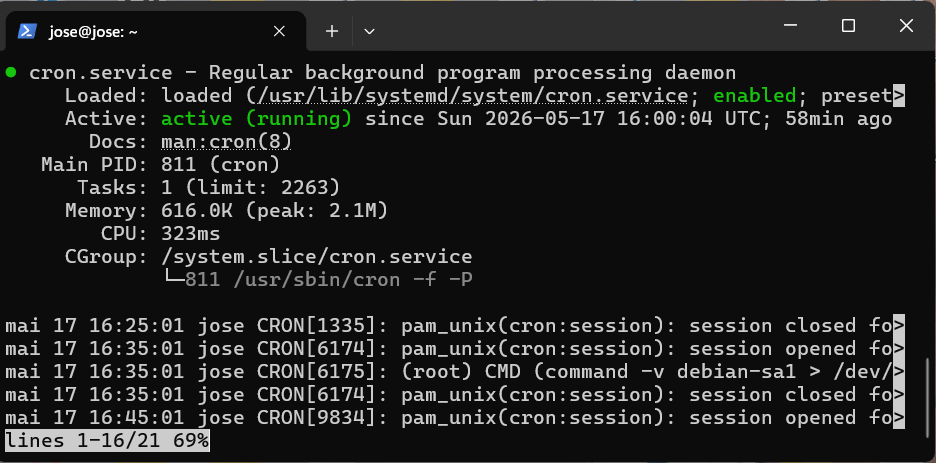 jose@jose: ~
● cron.service - Regular background program processing daemon
Loaded: loaded (/usr/lib/systemd/system/cron.service; enabled; preset>
Active: active (running) since Sun 2026-05-17 16:00:04 UTC; 58min ago
Docs: man:cron(8)
Main PID: 811 (cron)
Tasks: 1 (limit: 2263)
Memory: 616.0K (peak: 2.1M)
CPU: 323ms
CGroup: /system.slice/cron.service
└─811 /usr/sbin/cron -f -P
mai 17 16:25:01 jose CRON[1335]: pam_unix(cron:session): session closed fo>
mai 17 16:35:01 jose CRON[6174]: pam_unix(cron:session): session opened fo>
mai 17 16:35:01 jose CRON[6175]: (root) CMD (command -v debian-sa1 > /dev/>
mai 17 16:35:01 jose CRON[6174]: pam_unix(cron:session): session closed fo>
mai 17 16:45:01 jose CRON[9834]: pam_unix(cron:session): session opened fo>
lines 1-16/21 69%